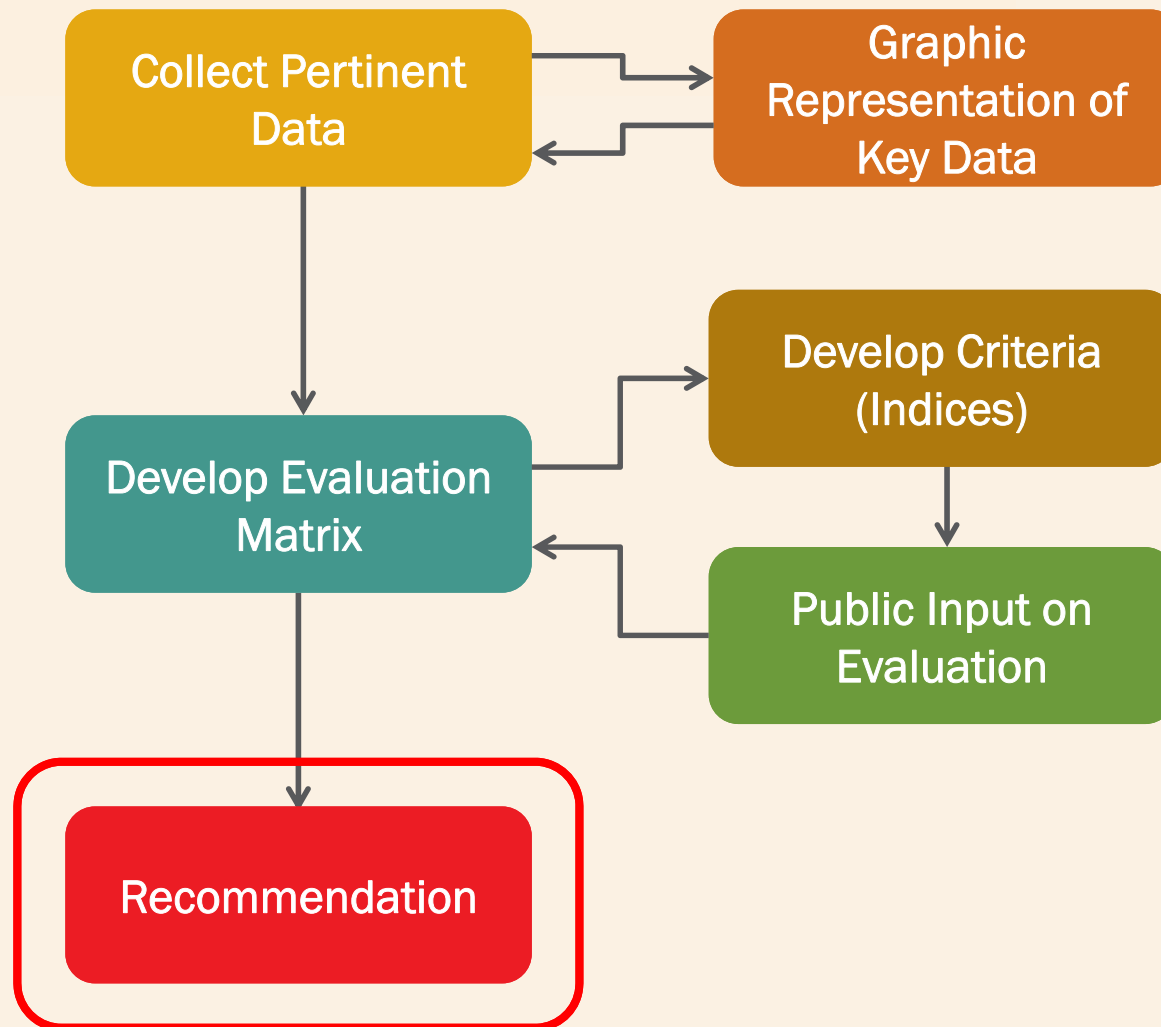 Collect Pertinent
Data
Graphic
Representation of
Key Data
Develop Criteria
(Indices)
Develop Evaluation
Matrix
Public Input on
Evaluation
Recommendation